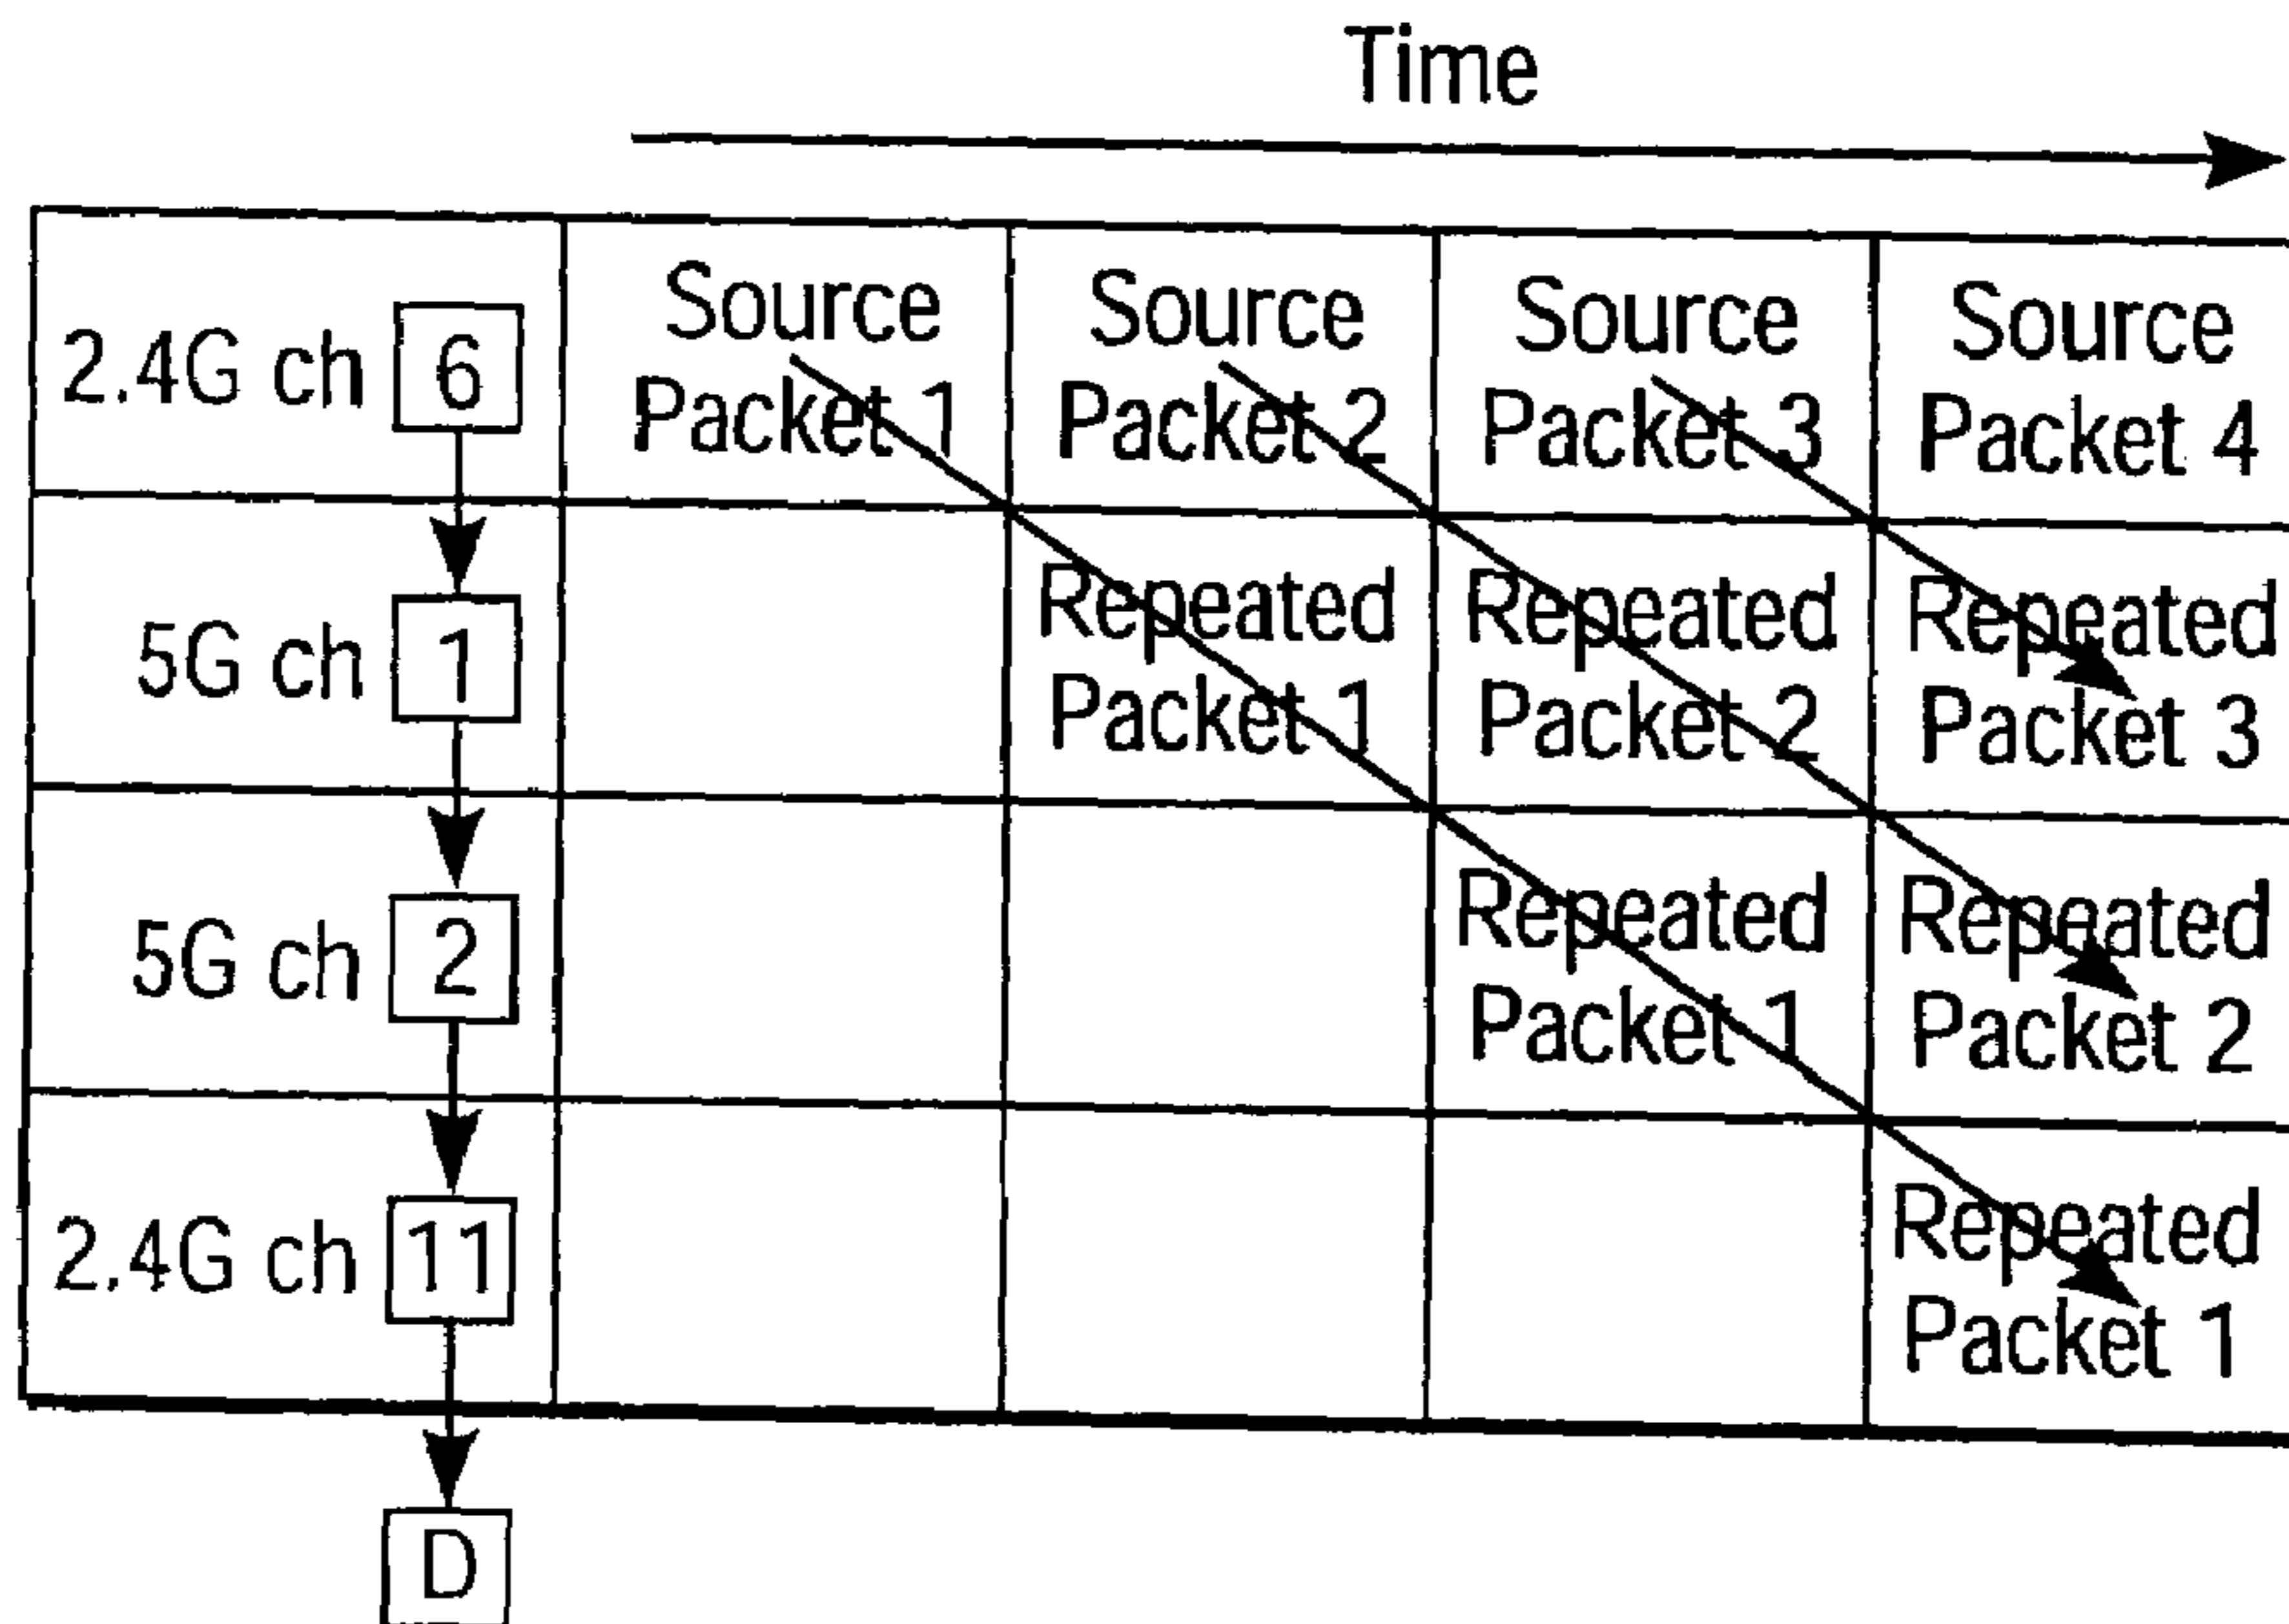 Time
2.4G ch 6
Source
Packet 1
Source
Packet 2
Source
Packet 3
Source
Packet 4
5G ch 1
Repeated
Packet 1
Repeated
Packet 2
Repeated
Packet 3
5G ch 2
Repeated
Packet 1
Repeated
Packet 2
2.4G ch 11
Repeated
Packet 1
D